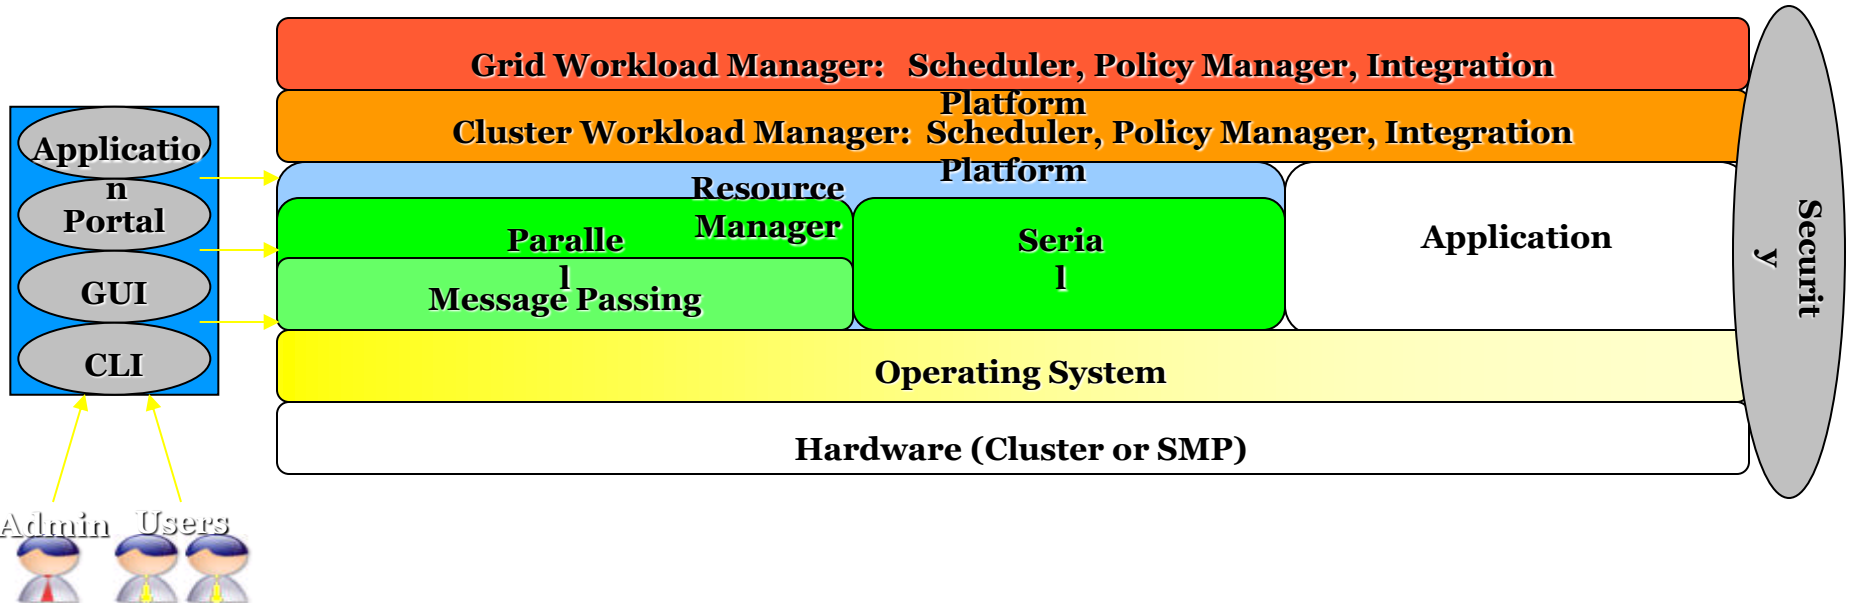 Grid Workload Manager: Scheduler, Policy Manager, Integration
Platform
Cluster Workload Manager: Scheduler, Policy Manager, Integration
Platform
Applicatio
n
Portal
GUI
CLI
Resource
Manager
Paralle
l
Message Passing
Seria
l
Application
Securit
y
Operating System
Hardware (Cluster or SMP)
Admin
Users